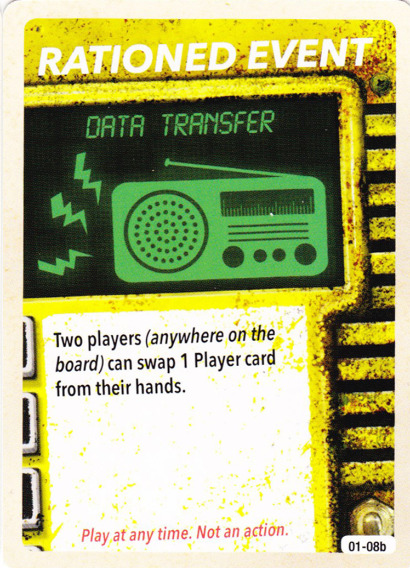 RATIONED EVENT
DATA TRANSFER
Two players (anywhere on the
board) can swap 1 Player card
from their hands.
Play at any time. Not an action.
01-08b